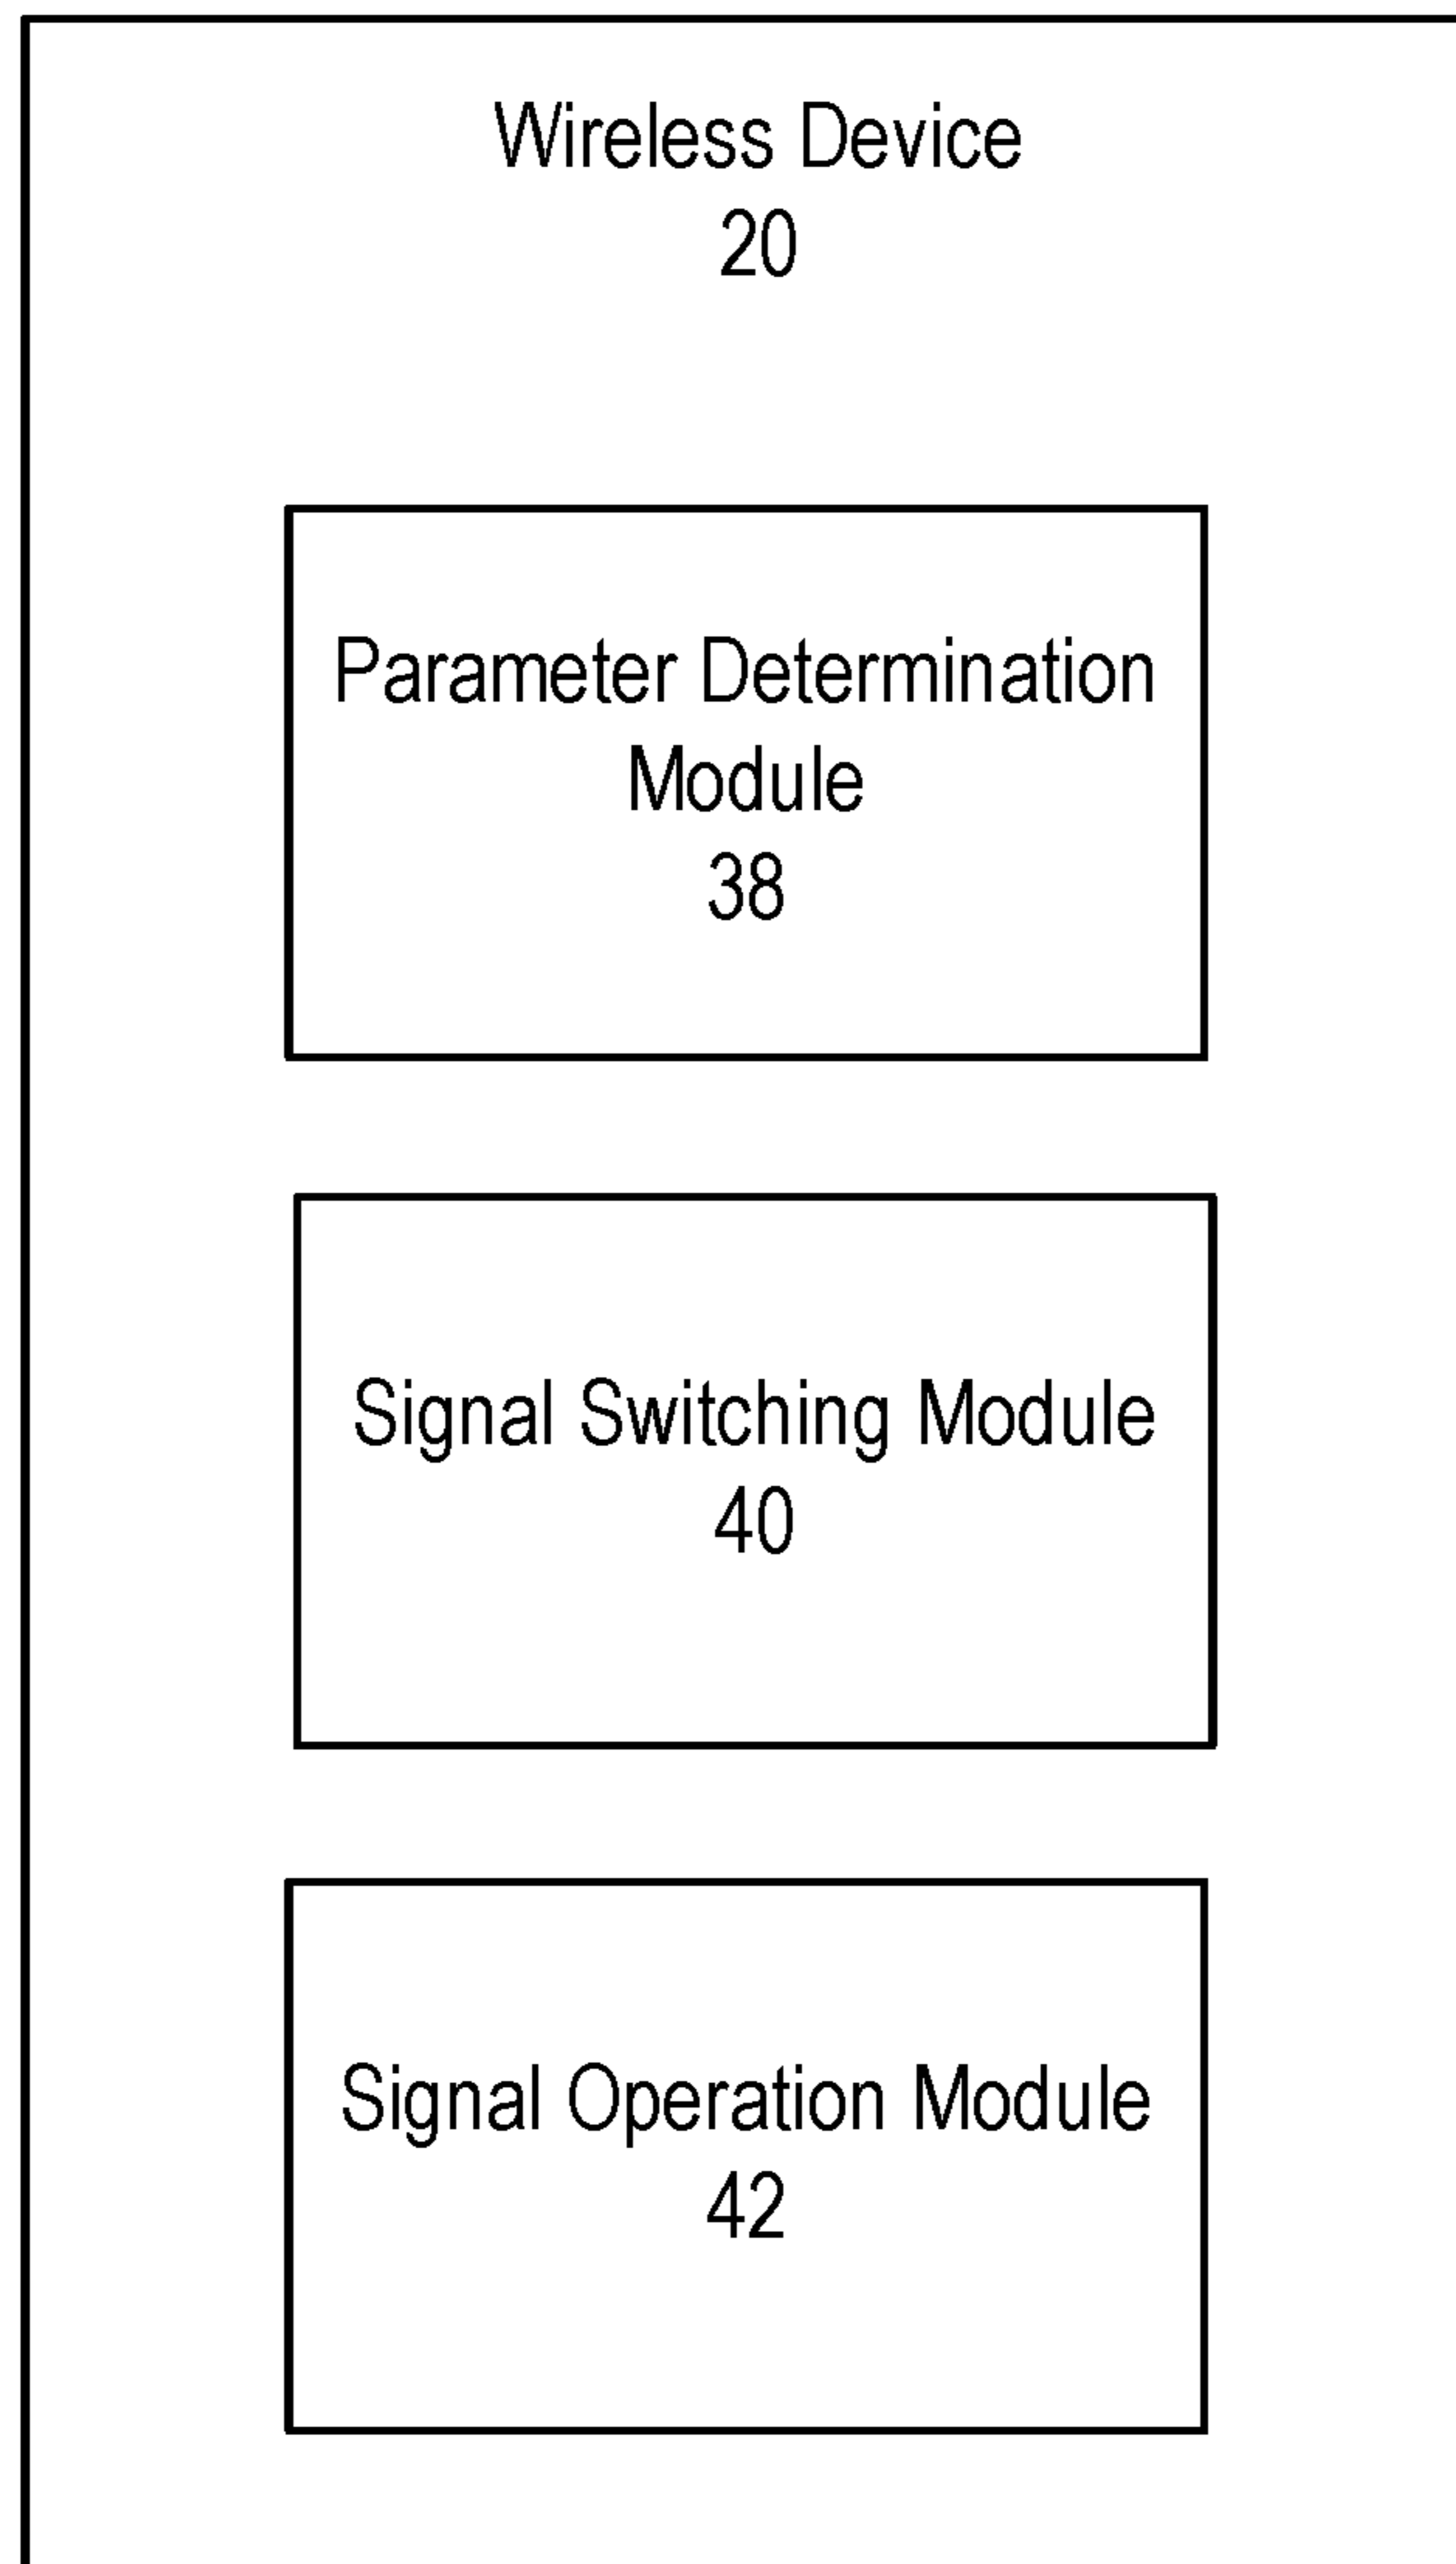 Wireless Device
20
Parameter Determination
Module
38
Signal Switching Module
40
Signal Operation Module
42